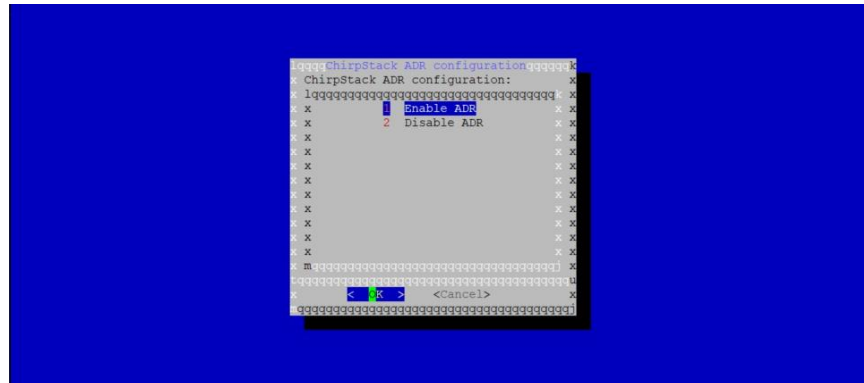 ChirpStack ADR configuration
ChirpStack ADR configuration:
1 Enable ADR
2 Disable ADR
< OK > <Cancel>